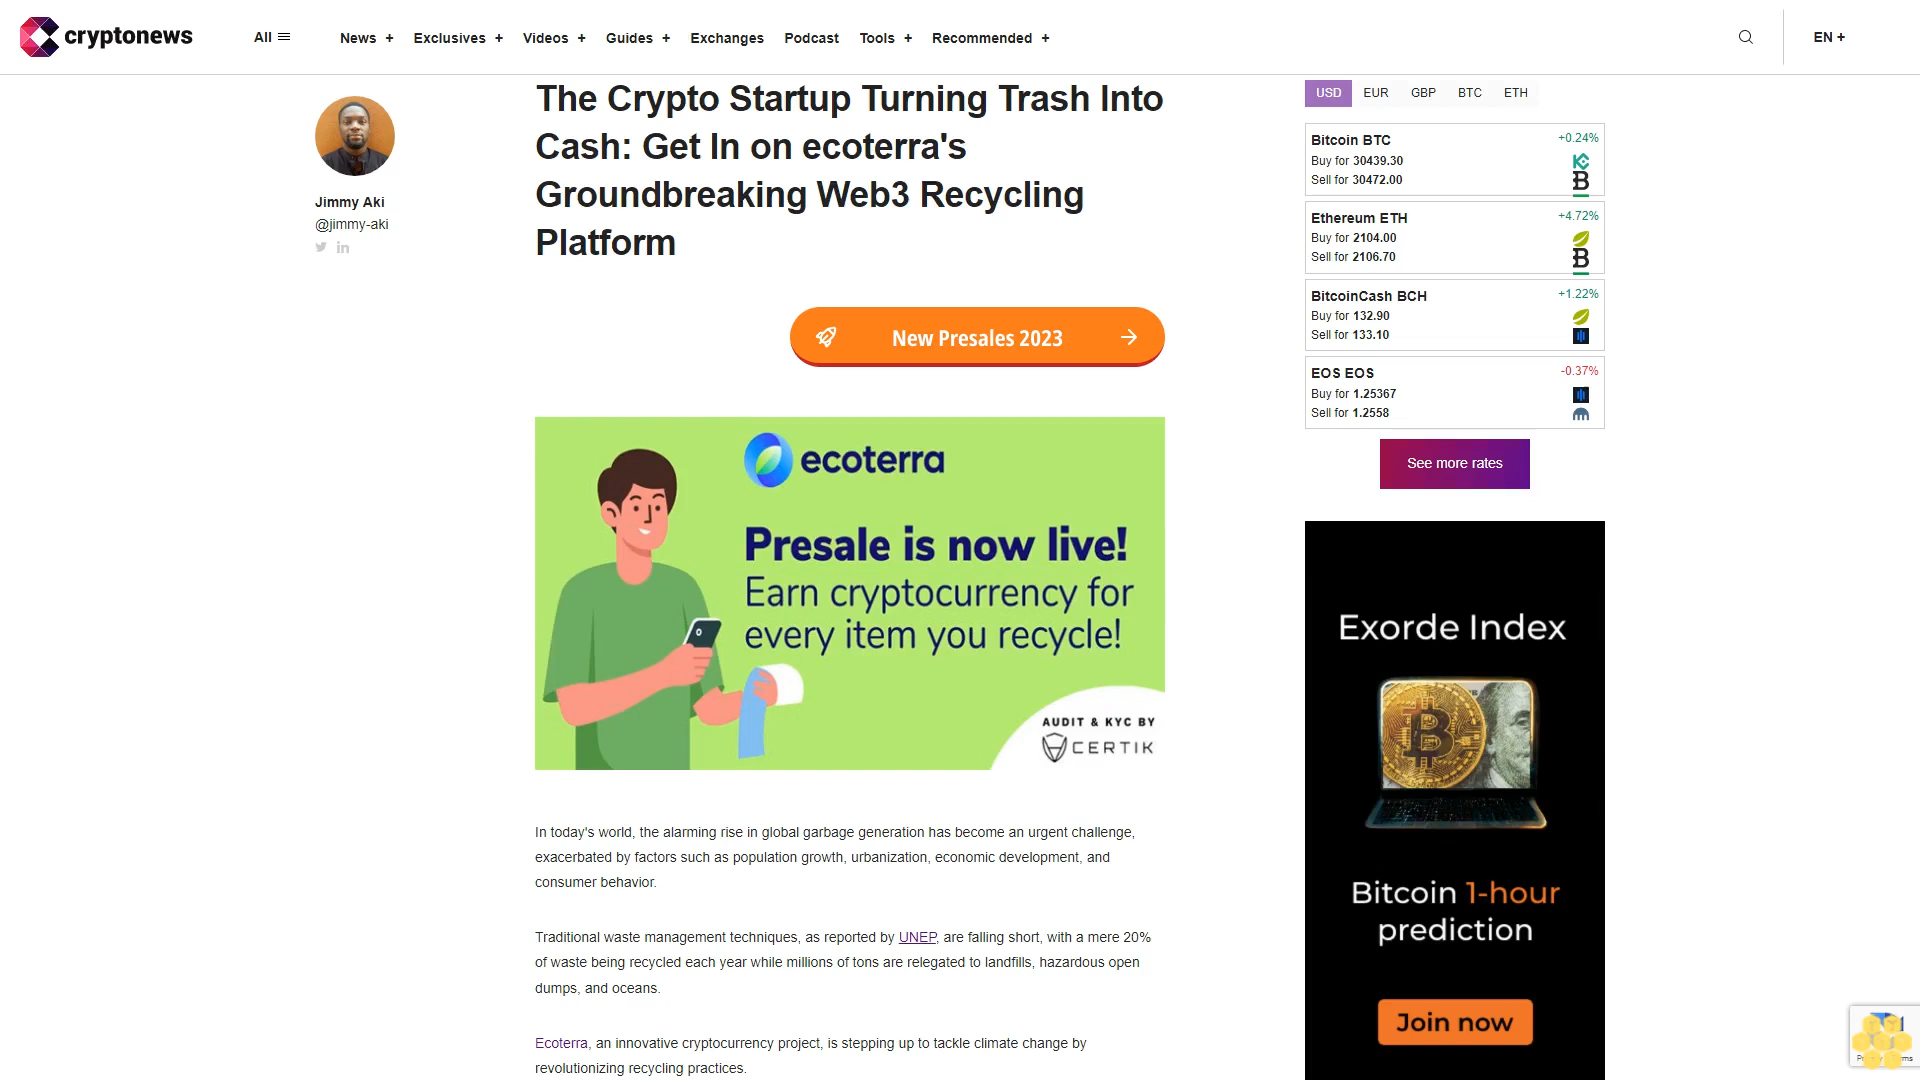 cryptonews
All
News +
Exclusives +
Videos +
Guides +
Exchanges
Podcast
Tools +
Recommended +
EN +
Jimmy Aki
@jimmy-aki
The Crypto Startup Turning Trash Into
Cash: Get In on ecoterra's
Groundbreaking Web3 Recycling
Platform
New Presales 2023
ecoterra
Presale is now live!
Earn cryptocurrency for
every item you recycle!
AUDIT & KYC BY
CERTIK
In today's world, the alarming rise in global garbage generation has become an urgent challenge,
exacerbated by factors such as population growth, urbanization, economic development, and
consumer behavior.
Traditional waste management techniques, as reported by UNEP, are falling short, with a mere 20%
of waste being recycled each year while millions of tons are relegated to landfills, hazardous open
dumps, and oceans.
Ecoterra, an innovative cryptocurrency project, is stepping up to tackle climate change by
revolutionizing recycling practices.
USD EUR GBP BTC ETH
Bitcoin BTC +0.24%
Buy for 30439.30
Sell for 30472.00
Ethereum ETH +4.72%
Buy for 2104.00
Sell for 2106.70
BitcoinCash BCH +1.22%
Buy for 132.90
Sell for 133.10
EOS EOS -0.37%
Buy for 1.25367
Sell for 1.2558
See more rates
Exorde Index
Bitcoin 1-hour
prediction
Join now